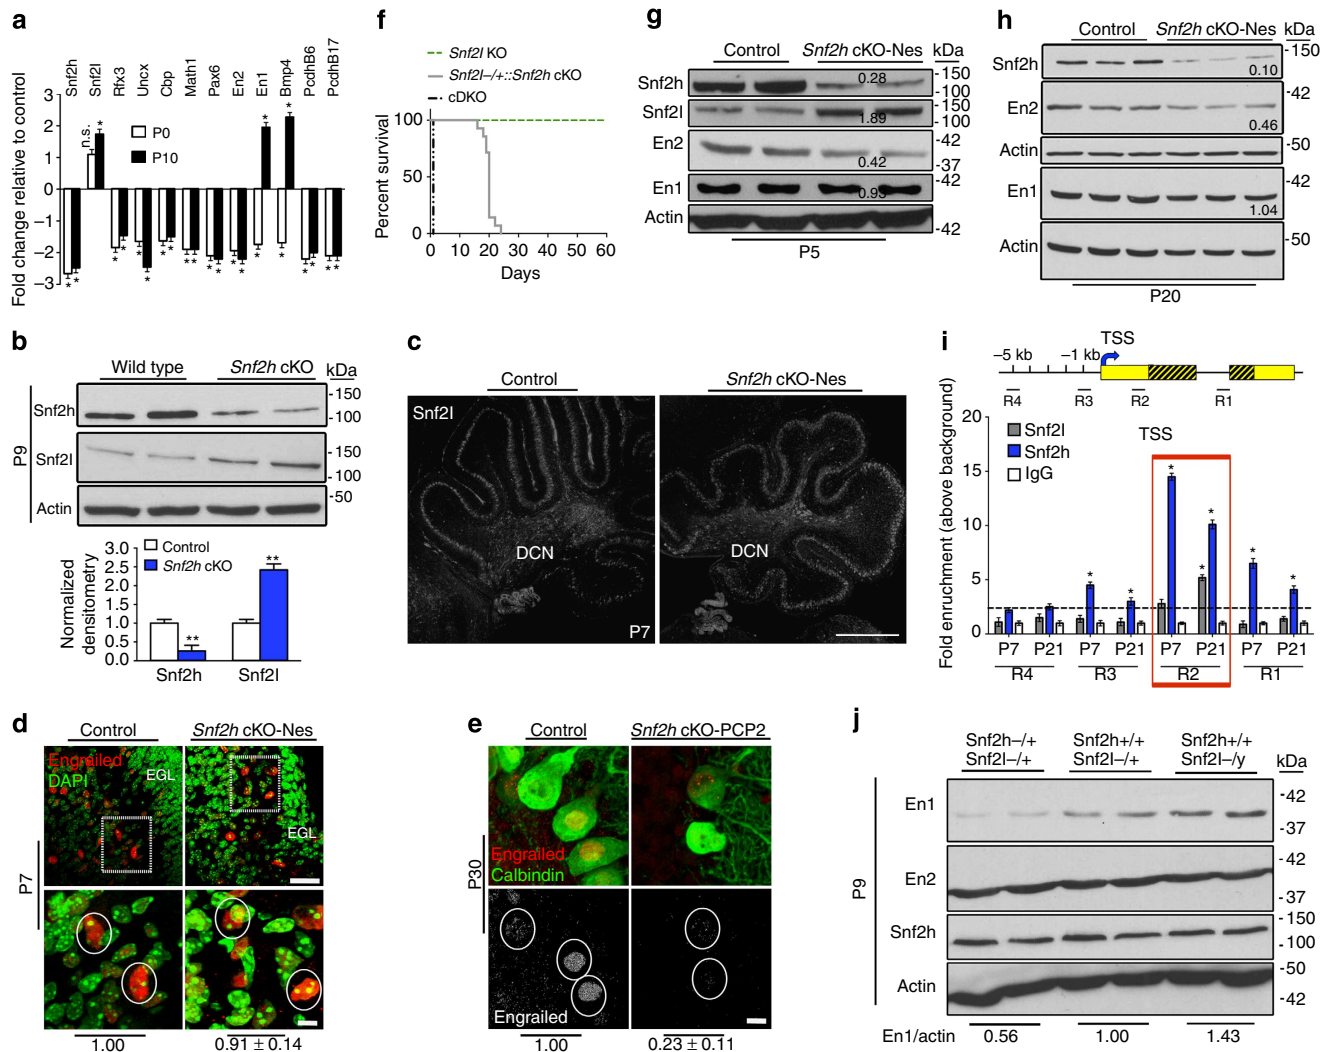 a
Fold change relative to control
Snf2h Snf2l Rfx3 Uncx Cbp Math1 Pax6 En2 En1 Bmp4 PcdhB6 PcdhB17
3
2
1
0
−1
−2
−3
n.s.
P0
P10
* * * * * * * * * * * * * * * * * * * * * * *
f
Snf2l KO
Snf2l−/+::Snf2h cKO
cDKO
Percent survival
100
50
0
0 10 20 30 40 50 60
Days
g
Control Snf2h cKO-Nes kDa
Snf2h 0.28 150 100
Snf2l 1.89 150 100
En2 0.42 42 37
En1 0.93 42
Actin 42
P5
h
Control Snf2h cKO-Nes kDa
Snf2h 0.10 150
En2 0.46 42
Actin 50
En1 1.04 42
Actin 50
P20
b
Wild type Snf2h cKO kDa
P9
Snf2h 150 100
Snf2l 150 100
Actin 50
Normalized densitometry
3.0
2.5
2.0
1.5
1.0
0.5
0.0
Control
Snf2h cKO
** **
Snf2h Snf2l
c
Control Snf2h cKO-Nes
Snf2l
DCN DCN
P7
i
−5 kb −1 kb TSS
R4 R3 R2 R1
Fold enruchment (above background)
20
15
10
5
0
Snf2l
Snf2h
IgG
TSS
* * * * * * *
P7 P21 P7 P21 P7 P21 P7 P21
R4 R3 R2 R1
d
Control Snf2h cKO-Nes
P7
Engrailed
DAPI
EGL EGL
1.00 0.91 ± 0.14
e
Control Snf2h cKO-PCP2
P30
Engrailed
Calbindin
Engrailed
1.00 0.23 ± 0.11
j
Snf2h−/+ Snf2h+/+ Snf2h+/+
Snf2l−/+ Snf2l−/+ Snf2l−/y kDa
P9
En1 42 37
En2 42 37
Snf2h 150 100
Actin 50 42
En1/actin 0.56 1.00 1.43